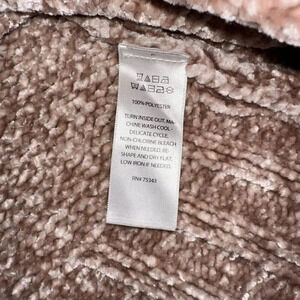 100% POLYESTER
TURN INSIDE OUT, MA-
CHINE WASH COOL-
DELICATE CYCLE.
NON-CHLORINE BLEACH
WHEN NEEDED, RE-
SHAPE AND DRY FLAT,
LOW IRON IF NEEDED.
RN# 75343